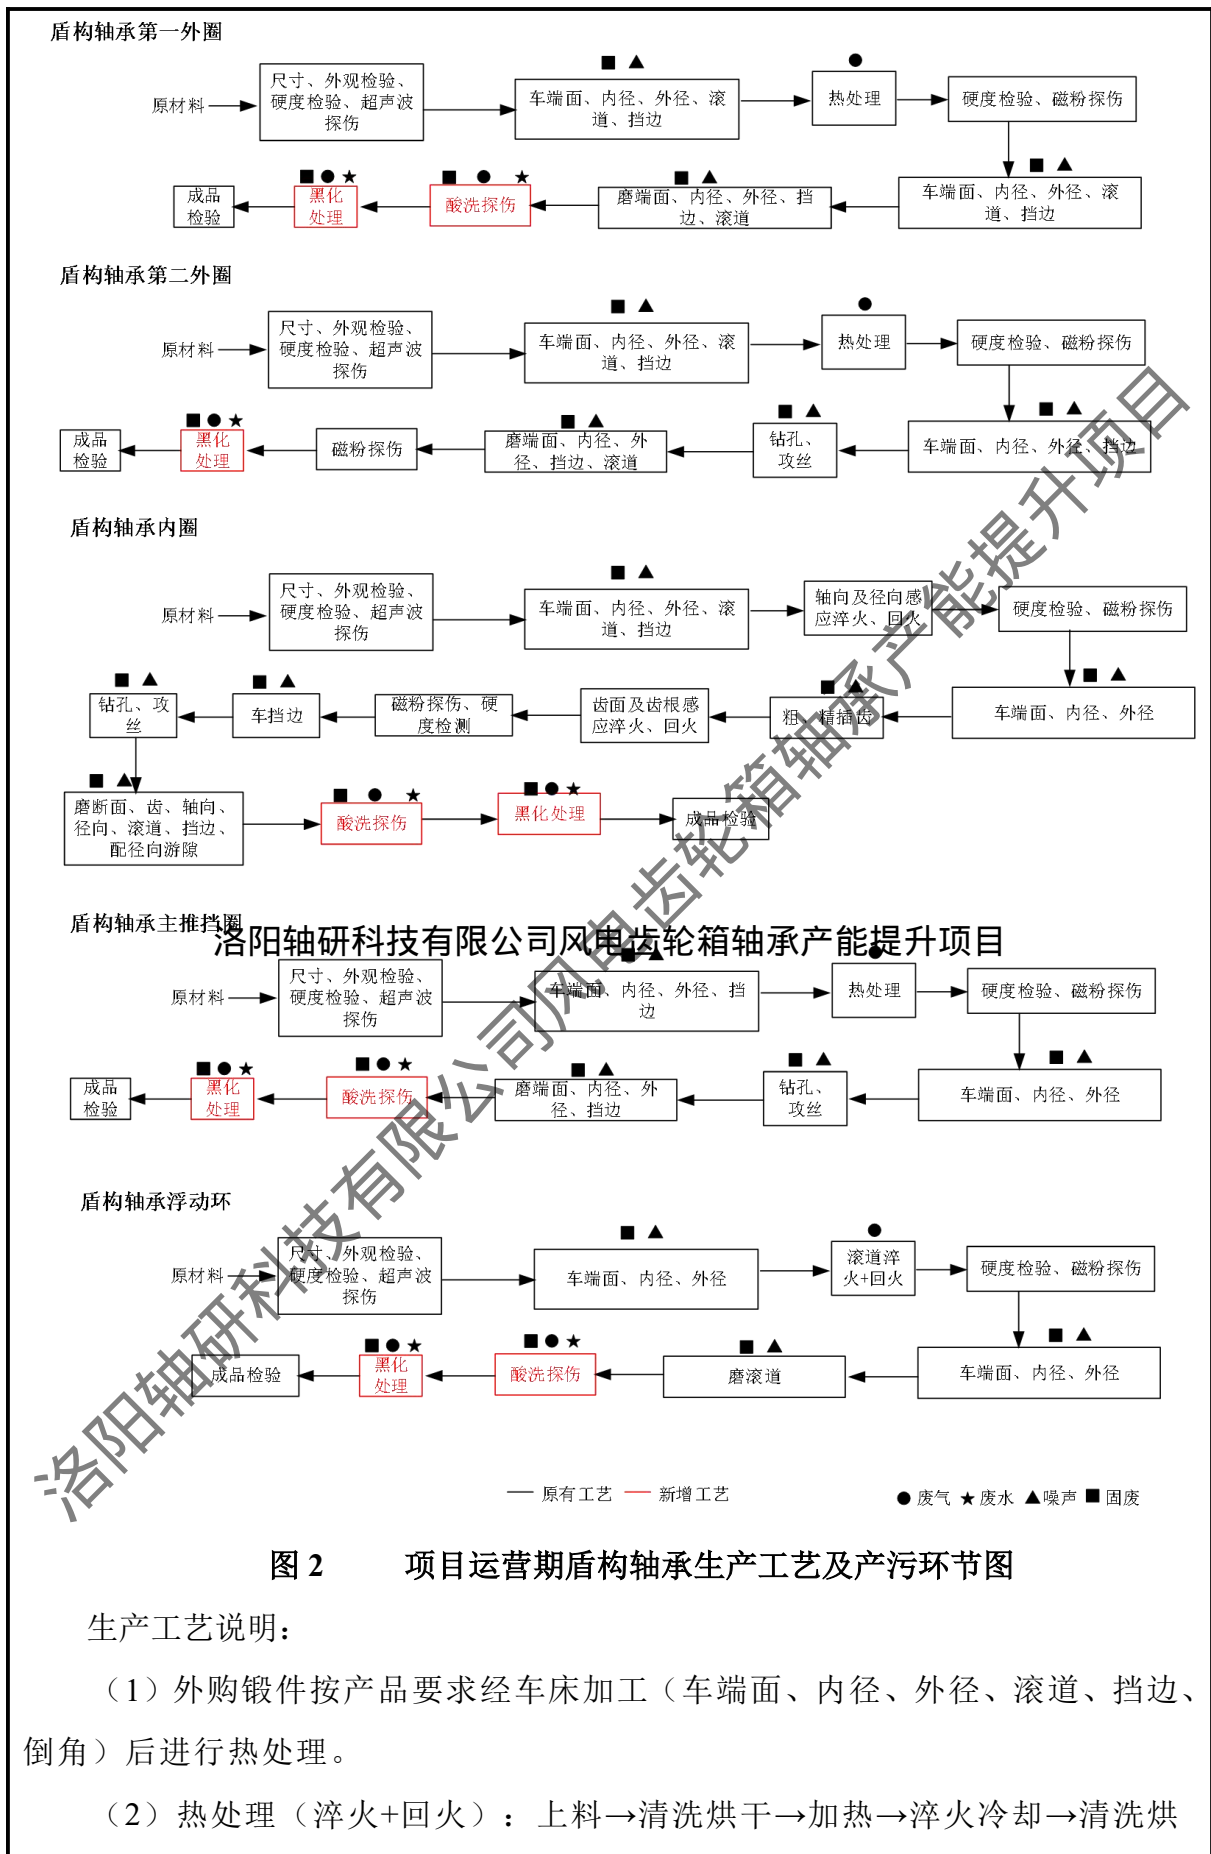 盾构轴承第一外圈
原材料
尺寸、外观检验、
硬度检验、超声波
探伤
车端面、内径、外径、滚
道、挡边
热处理
硬度检验、磁粉探伤
车端面、内径、外径、滚
道、挡边
磨端面、内径、外径、挡
边、滚道
酸洗探伤
黑化
处理
成品
检验
盾构轴承第二外圈
原材料
尺寸、外观检验、
硬度检验、超声波
探伤
车端面、内径、外径、滚
道、挡边
热处理
硬度检验、磁粉探伤
车端面、内径、外径、挡边
钻孔、
攻丝
磨端面、内径、外
径、挡边、滚道
磁粉探伤
黑化
处理
成品
检验
盾构轴承内圈
原材料
尺寸、外观检验、
硬度检验、超声波
探伤
车端面、内径、外径、滚
道、挡边
轴向及径向感
应淬火、回火
硬度检验、磁粉探伤
车端面、内径、外径
粗、精插齿
齿面及齿根感
应淬火、回火
磁粉探伤、硬
度检测
车挡边
钻孔、攻
丝
磨断面、齿、轴向、
径向、滚道、挡边、
配径向游隙
酸洗探伤
黑化处理
成品检验
盾构轴承主推挡圈
洛阳轴研科技有限公司风电齿轮箱轴承产能提升项目
原材料
尺寸、外观检验、
硬度检验、超声波
探伤
车端面、内径、外径、挡
边
热处理
硬度检验、磁粉探伤
车端面、内径、外径
钻孔、
攻丝
磨端面、内径、外
径、挡边
酸洗探伤
黑化
处理
成品
检验
盾构轴承浮动环
原材料
尺寸、外观检验、
硬度检验、超声波
探伤
车端面、内径、外径
滚道淬
火+回火
硬度检验、磁粉探伤
车端面、内径、外径
磨滚道
酸洗探伤
黑化
处理
成品检验
洛阳轴研科技有限公司风电齿轮箱轴承产能提升项目
原有工艺 新增工艺 ●废气 ★废水 ▲噪声 ■固废
图 2 项目运营期盾构轴承生产工艺及产污环节图
生产工艺说明：
（1）外购锻件按产品要求经车床加工（车端面、内径、外径、滚道、挡边、
倒角）后进行热处理。
（2）热处理（淬火+回火）：上料→清洗烘干→加热→淬火冷却→清洗烘